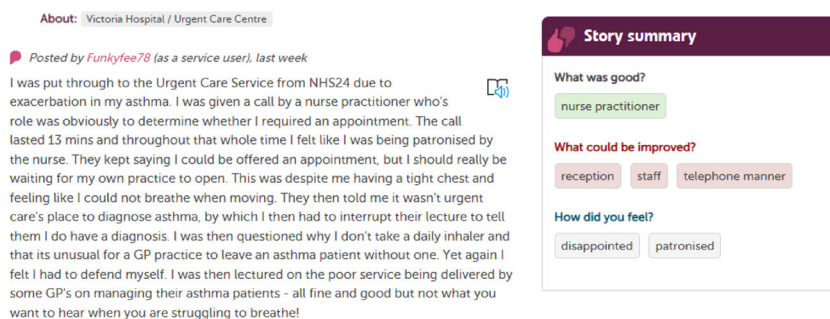 About: Victoria Hospital / Urgent Care Centre
Posted by Funkyfee78 (as a service user), last week
I was put through to the Urgent Care Service from NHS24 due to
exacerbation in my asthma. I was given a call by a nurse practitioner who's
role was obviously to determine whether I required an appointment. The call
lasted 13 mins and throughout that whole time I felt like I was being patronised by
the nurse. They kept saying I could be offered an appointment, but I should really be
waiting for my own practice to open. This was despite me having a tight chest and
feeling like I could not breathe when moving. They then told me it wasn't urgent
care's place to diagnose asthma, by which I then had to interrupt their lecture to tell
them I do have a diagnosis. I was then questioned why I don't take a daily inhaler and
that its unusual for a GP practice to leave an asthma patient without one. Yet again I
felt I had to defend myself. I was then lectured on the poor service being delivered by
some GP's on managing their asthma patients - all fine and good but not what you
want to hear when you are struggling to breathe!
Story summary
What was good?
nurse practitioner
What could be improved?
reception staff telephone manner
How did you feel?
disappointed patronised